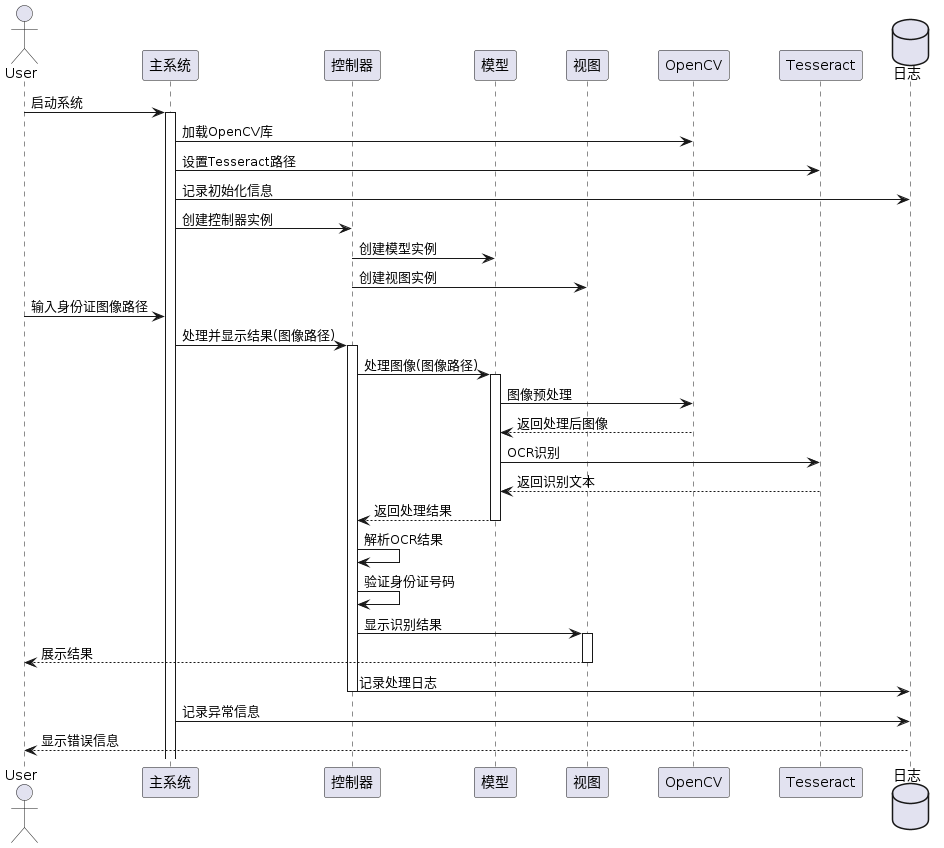 User
主系统
控制器
模型
视图
OpenCV
Tesseract
日志
启动系统
加载OpenCV库
设置Tesseract路径
记录初始化信息
创建控制器实例
创建模型实例
创建视图实例
输入身份证图像路径
处理并显示结果(图像路径)
处理图像(图像路径)
图像预处理
返回处理后图像
OCR识别
返回识别文本
返回处理结果
解析OCR结果
验证身份证号码
显示识别结果
展示结果
记录处理日志
记录异常信息
显示错误信息
User
主系统
控制器
模型
视图
OpenCV
Tesseract
日志